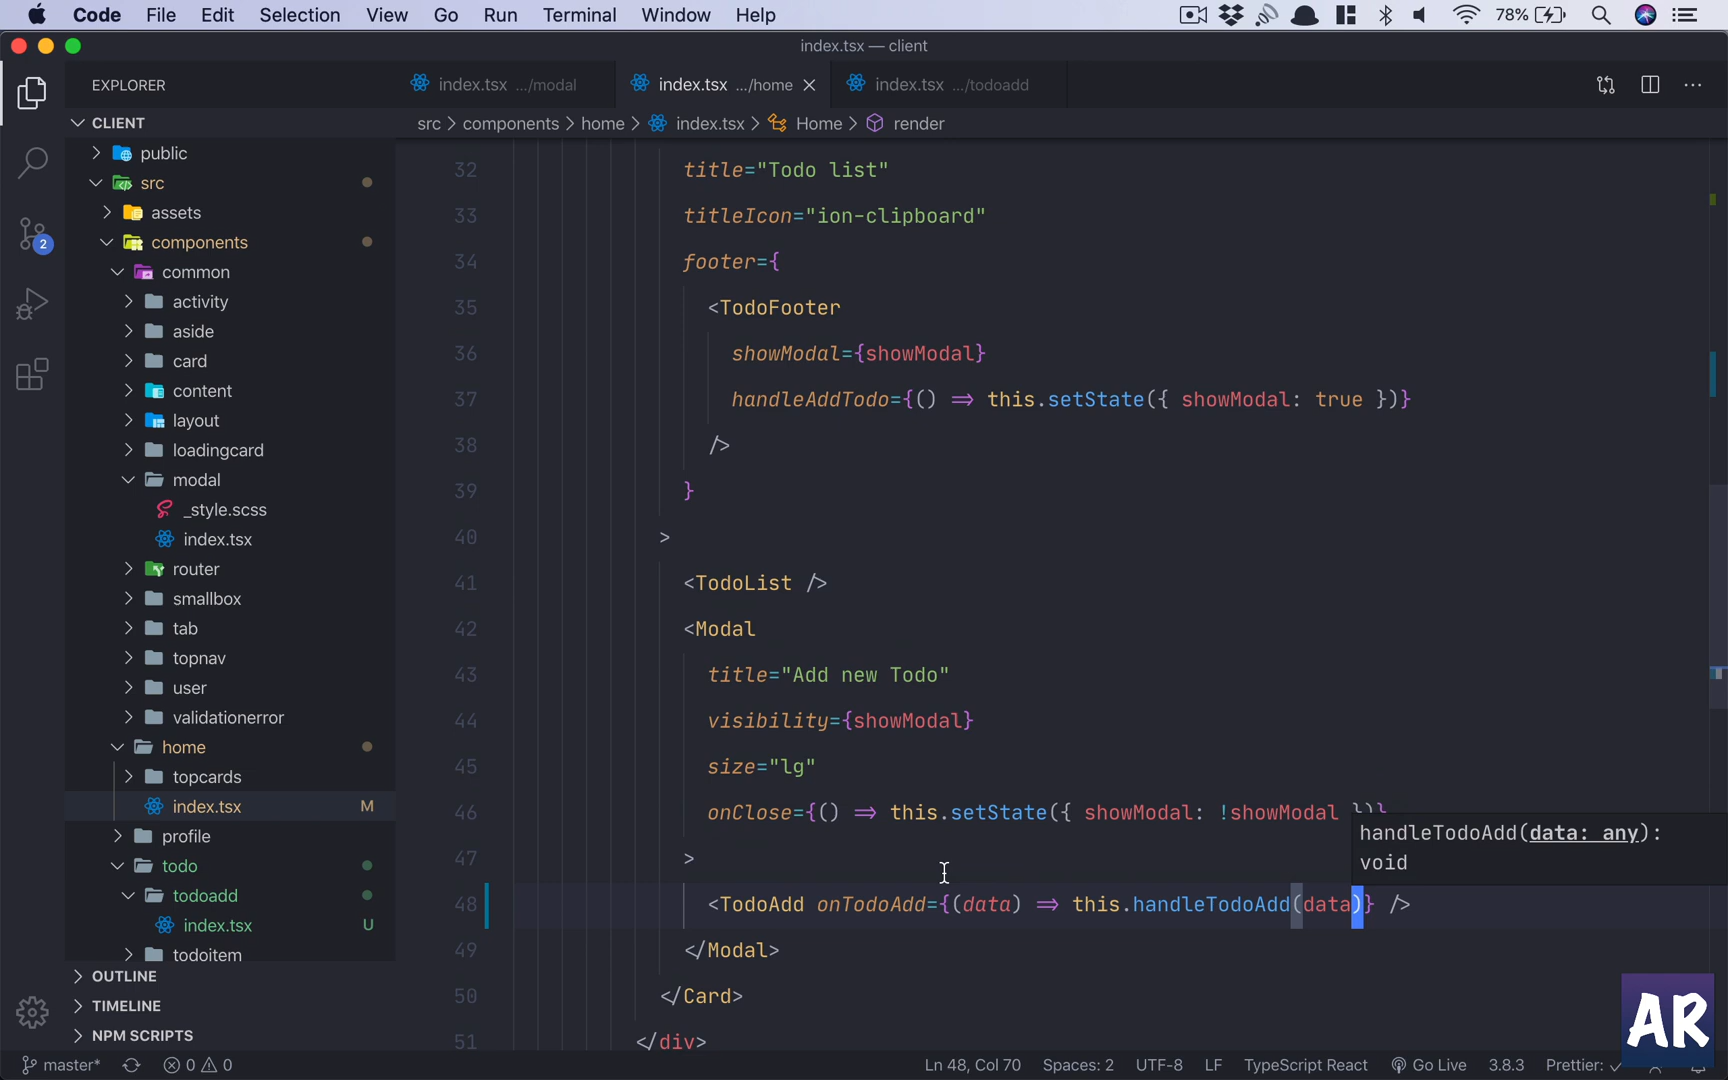 Code File Edit Selection View Go Run Terminal Window Help 78%
index.tsx — client
EXPLORER
index.tsx .../modal
index.tsx .../home
index.tsx .../todoadd
CLIENT
src > components > home > index.tsx > Home > render
public
src
assets
components
common
activity
aside
card
content
layout
loadingcard
modal
_style.scss
index.tsx
router
smallbox
tab
topnav
user
validationerror
home
topcards
index.tsx M
profile
todo
todoadd
index.tsx U
todoitem
OUTLINE
TIMELINE
NPM SCRIPTS
2
32 title="Todo list"
33 titleIcon="ion-clipboard"
34 footer={
35 <TodoFooter
36 showModal={showModal}
37 handleAddTodo={() => this.setState({ showModal: true })}
38 />
39 }
40 >
41 <TodoList />
42 <Modal
43 title="Add new Todo"
44 visibility={showModal}
45 size="lg"
46 onClose={() => this.setState({ showModal: !showModal })}
47 >
48 <TodoAdd onTodoAdd={(data) => this.handleTodoAdd(data)} />
49 </Modal>
50 </Card>
51 </div>
handleTodoAdd(data: any):
void
AR
master* 0 0 Ln 48, Col 70 Spaces: 2 UTF-8 LF TypeScript React Go Live 3.8.3 Prettier: ✓